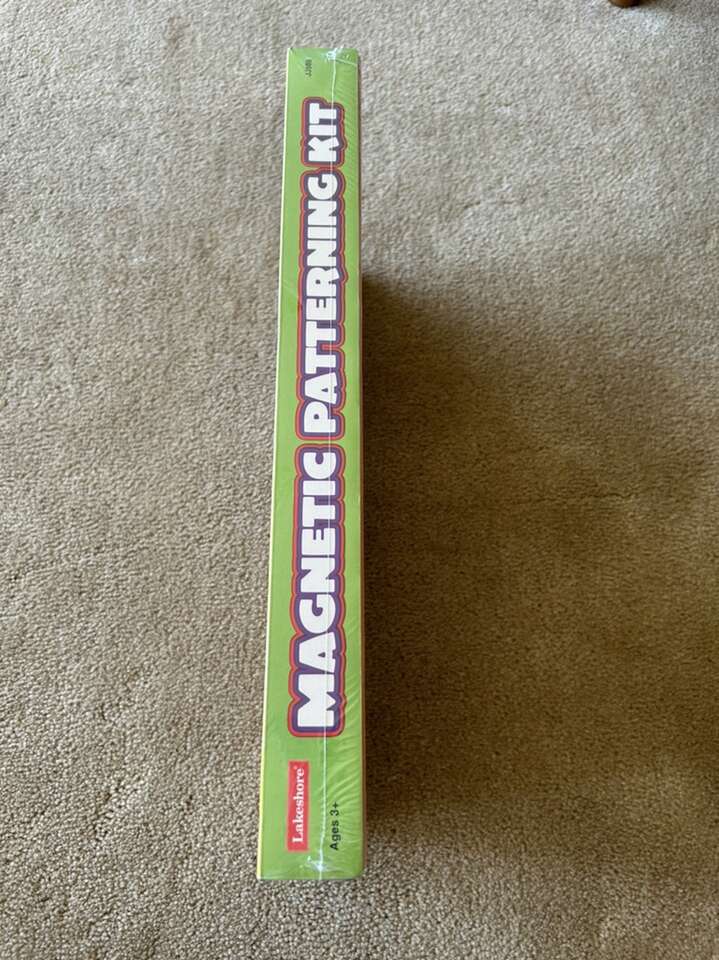 Lakeshore®
Ages 3+
MAGNETIC PATTERNING KIT